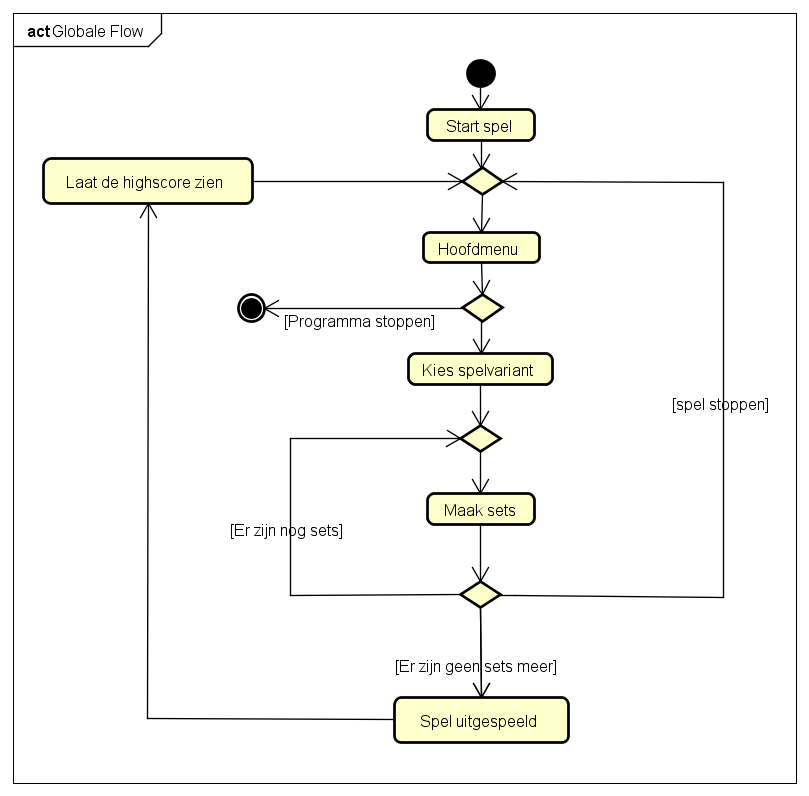 act Globale Flow
Start spel
Laat de highscore zien
Hoofdmenu
[Programma stoppen]
Kies spelvariant
[spel stoppen]
Maak sets
[Er zijn nog sets]
[Er zijn geen sets meer]
Spel uitgespeeld